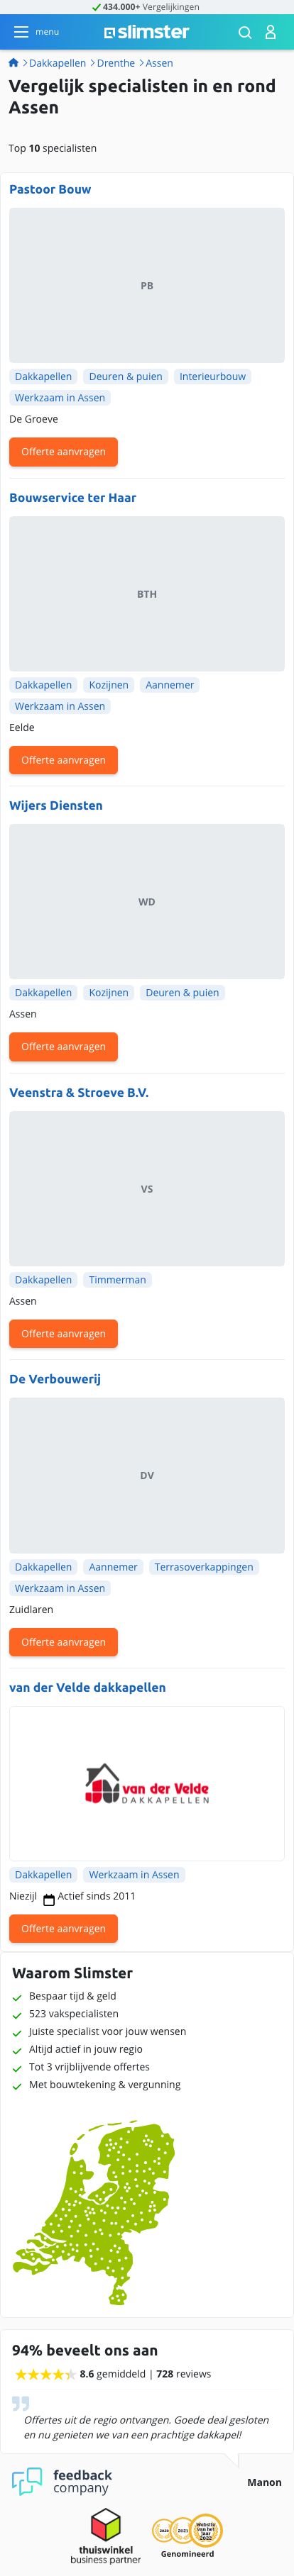 434.000+ Vergelijkingen
menu
slimster
Dakkapellen
Drenthe
Assen
Vergelijk specialisten in en rond
Assen
Top 10 specialisten
Pastoor Bouw
PB
Dakkapellen Deuren & puien Interieurbouw
Werkzaam in Assen
De Groeve
Offerte aanvragen
Bouwservice ter Haar
BTH
Dakkapellen Kozijnen Aannemer
Werkzaam in Assen
Eelde
Offerte aanvragen
Wijers Diensten
WD
Dakkapellen Kozijnen Deuren & puien
Assen
Offerte aanvragen
Veenstra & Stroeve B.V.
VS
Dakkapellen Timmerman
Assen
Offerte aanvragen
De Verbouwerij
DV
Dakkapellen Aannemer Terrasoverkappingen
Werkzaam in Assen
Zuidlaren
Offerte aanvragen
van der Velde dakkapellen
van der Velde
DAKKAPELLEN
Dakkapellen Werkzaam in Assen
Niezijl Actief sinds 2011
Offerte aanvragen
Waarom Slimster
Bespaar tijd & geld
523 vakspecialisten
Juiste specialist voor jouw wensen
Altijd actief in jouw regio
Tot 3 vrijblijvende offertes
Met bouwtekening & vergunning
94% beveelt ons aan
8.6 gemiddeld | 728 reviews
Offertes uit de regio ontvangen. Goede deal gesloten
en nu genieten we van een prachtige dakkapel!
feedback
company
Manon
thuiswinkel
business partner
Website
van het
Jaar
2022
Genomineerd